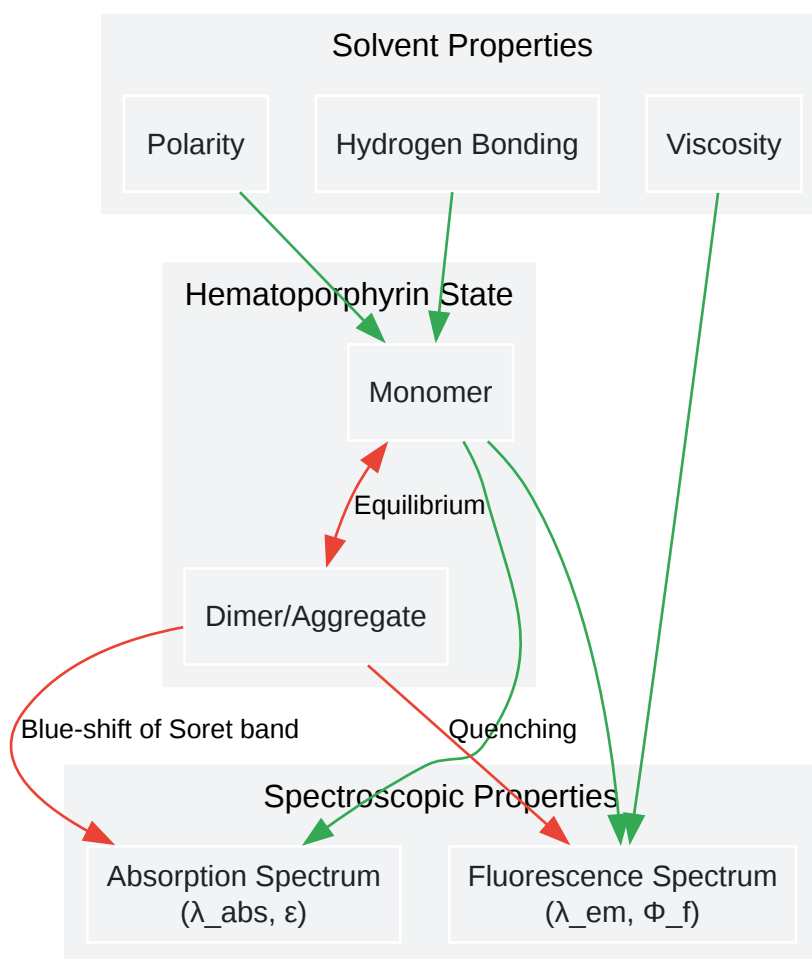 Solvent Properties
Polarity
Hydrogen Bonding
Viscosity
Hematoporphyrin State
Monomer
Equilibrium
Dimer/Aggregate
Blue-shift of Soret band
Quenching
Spectroscopic Properties
Absorption Spectrum
(λ_abs, ε)
Fluorescence Spectrum
(λ_em, Φ_f)